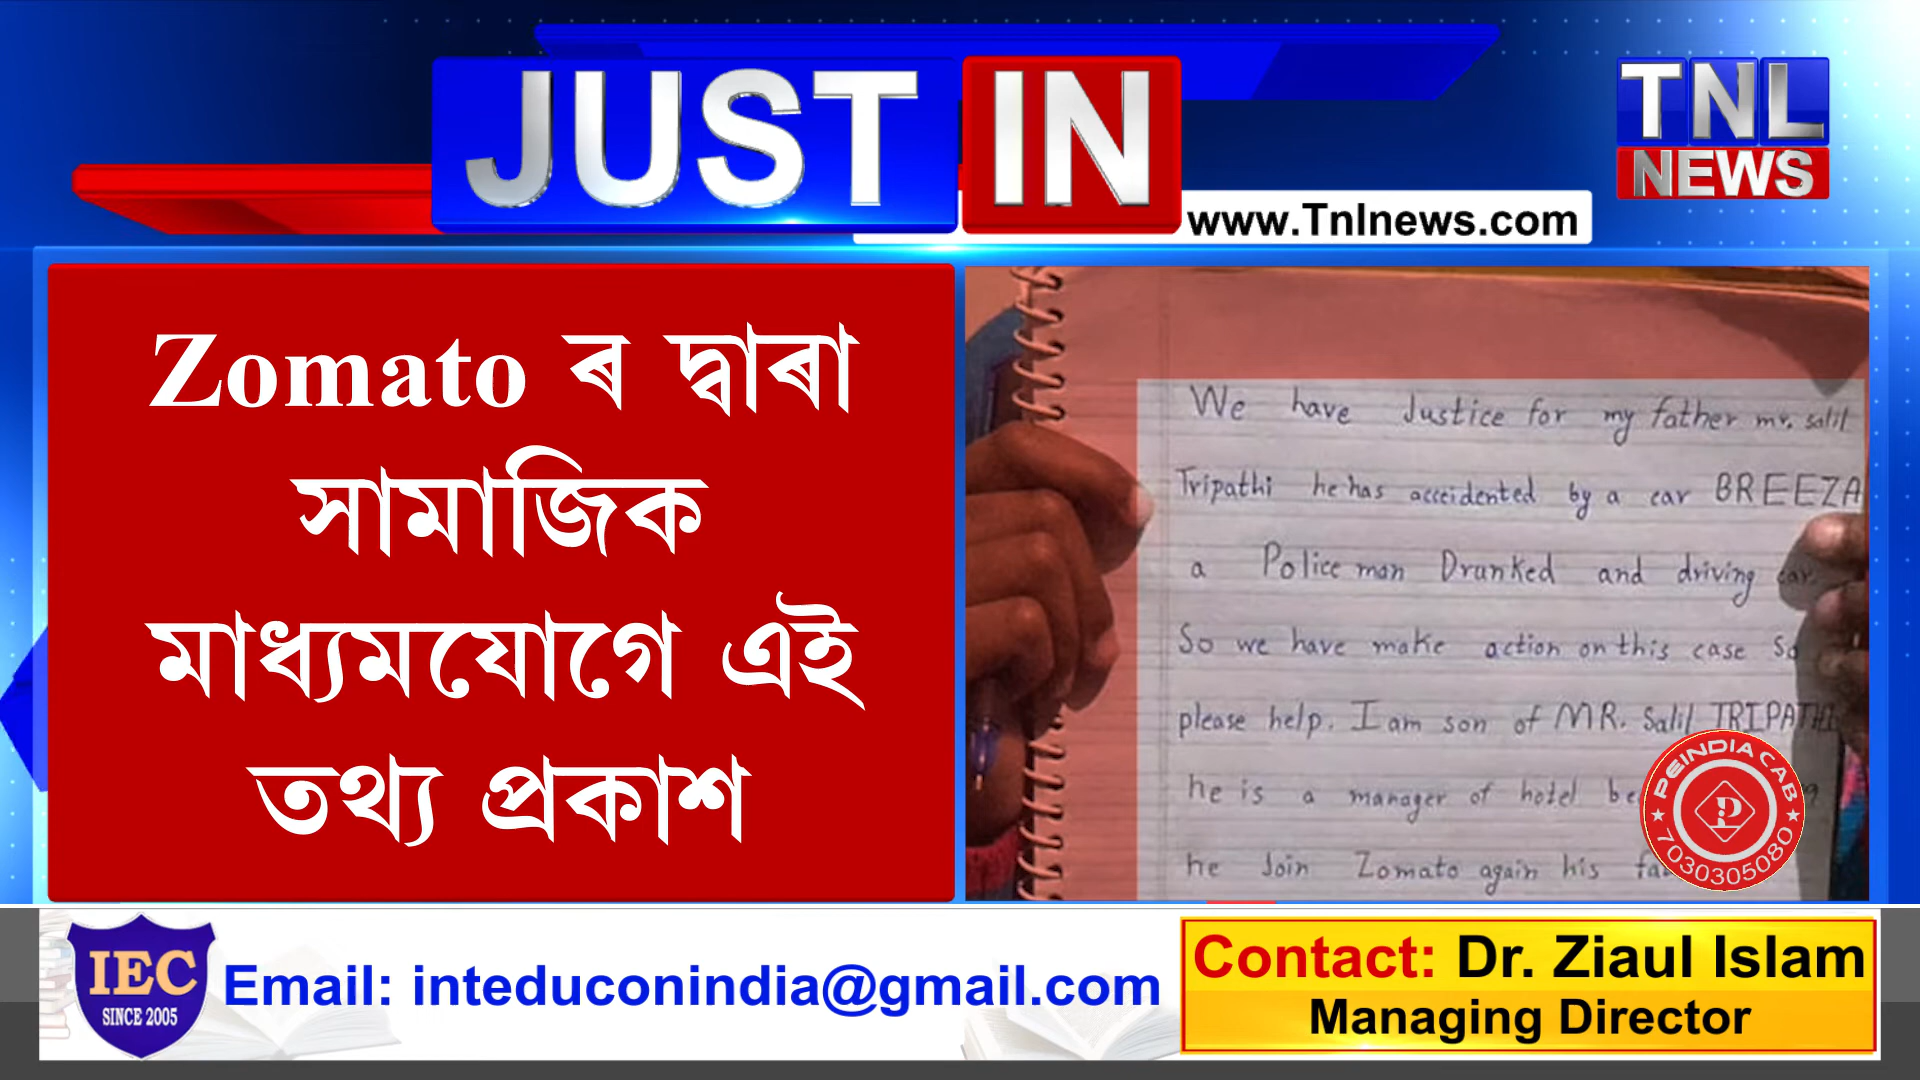 JUST IN
TNL
NEWS
www.Tnlnews.com
Zomato ৰ দ্বাৰা
সামাজিক
মাধ্যমযোগে এই
তথ্য প্ৰকাশ
We have Justice for my father mr. salil
Tripathi he has acceidented by a car BREEZA
a Police man Drunked and driving car.
So we have make action on this case So
please help. I am son of MR. Salil TRIPATHI
he is a manager of hotel
he Join Zomato again his
PEINDIA CAB
7030305080
IEC
SINCE 2005
Email: inteduconindia@gmail.com
Contact: Dr. Ziaul Islam
Managing Director